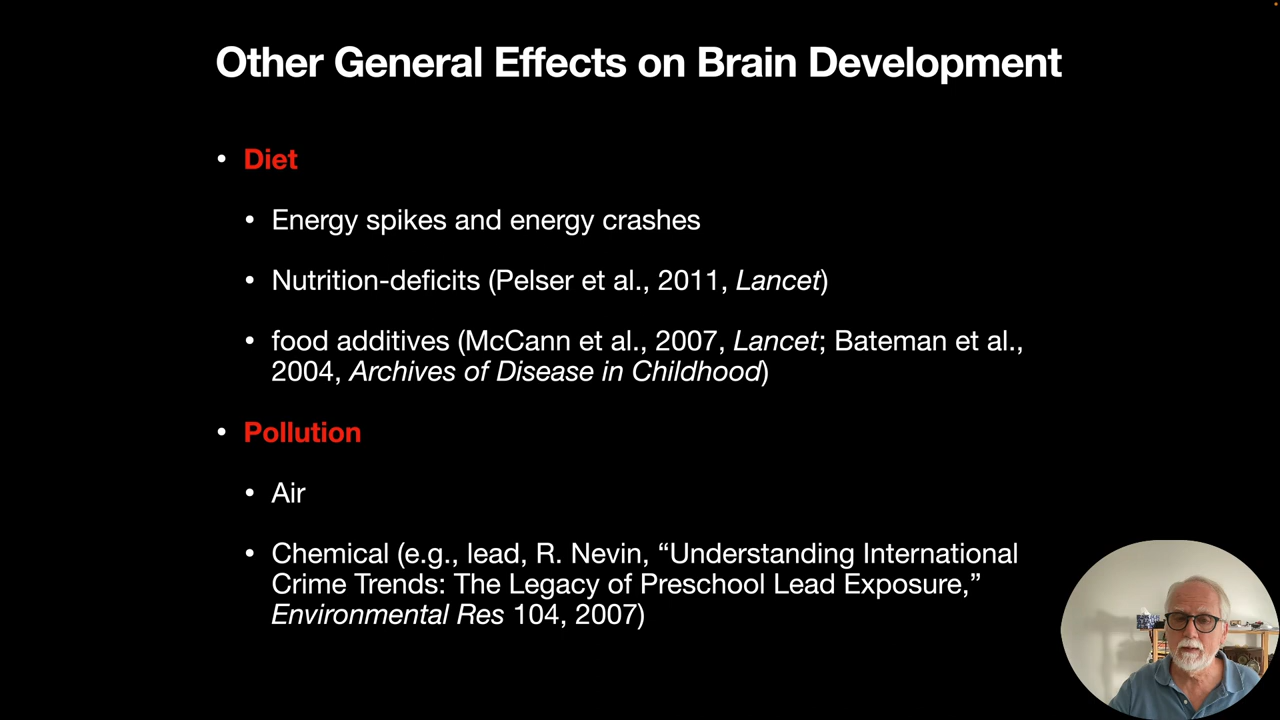 Other General Effects on Brain Development
• Diet
• Energy spikes and energy crashes
• Nutrition-deficits (Pelser et al., 2011, Lancet)
• food additives (McCann et al., 2007, Lancet; Bateman et al.,
2004, Archives of Disease in Childhood)
• Pollution
• Air
• Chemical (e.g., lead, R. Nevin, “Understanding International
Crime Trends: The Legacy of Preschool Lead Exposure,”
Environmental Res 104, 2007)